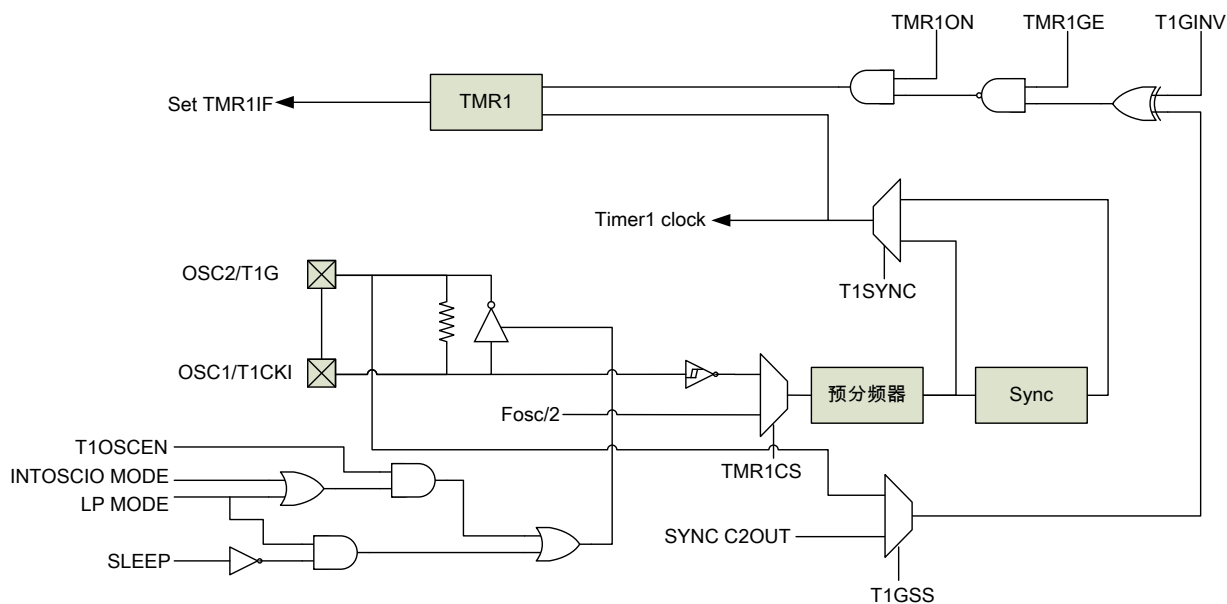 TMR1ON
TMR1GE
T1GINV
Set TMR1IF
TMR1
Timer1 clock
OSC2/T1G
T1SYNC
OSC1/T1CKI
预分频器
Sync
Fosc/2
T1OSCEN
TMR1CS
INTOSCIO MODE
LP MODE
SYNC C2OUT
SLEEP
T1GSS